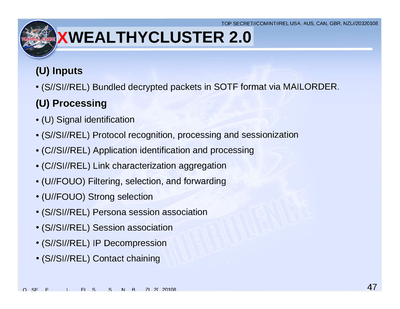 TOP SECRET//COMINT//REL USA, AUS, CAN, GBR, NZL//20320108
XWEALTHYCLUSTER 2.0
(U) Inputs
• (S//SI//REL) Bundled decrypted packets in SOTF format via MAILORDER.
(U) Processing
• (U) Signal identification
• (S//SI//REL) Protocol recognition, processing and sessionization
• (C//SI//REL) Application identification and processing
• (C//SI//REL) Link characterization aggregation
• (U//FOUO) Filtering, selection, and forwarding
• (U//FOUO) Strong selection
• (S//SI//REL) Persona session association
• (S//SI//REL) Session association
• (S//SI//REL) IP Decompression
• (S//SI//REL) Contact chaining
TURBULENCE
47